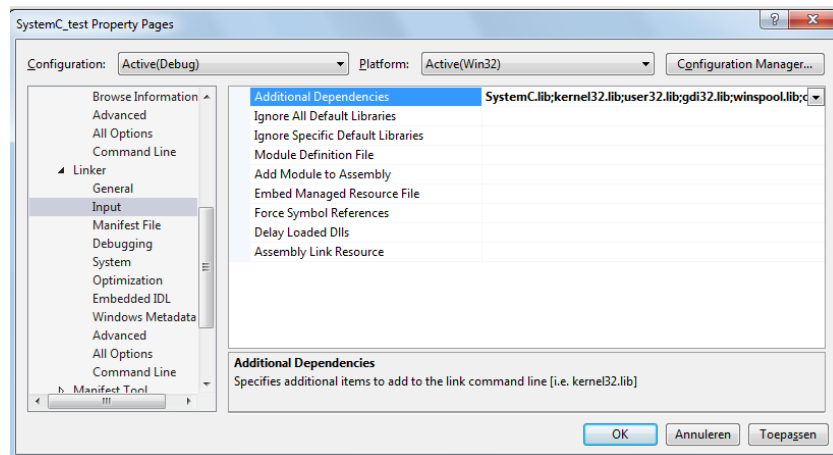 SystemC_test Property Pages
Configuration: Active(Debug) Platform: Active(Win32) Configuration Manager...
Browse Information
Advanced
All Options
Command Line
Linker
General
Input
Manifest File
Debugging
System
Optimization
Embedded IDL
Windows Metadata
Advanced
All Options
Command Line
Manifest Tool
Additional Dependencies SystemC.lib;kernel32.lib;user32.lib;gdi32.lib;winspool.lib;c
Ignore All Default Libraries
Ignore Specific Default Libraries
Module Definition File
Add Module to Assembly
Embed Managed Resource File
Force Symbol References
Delay Loaded Dlls
Assembly Link Resource
Additional Dependencies
Specifies additional items to add to the link command line [i.e. kernel32.lib]
OK Annuleren Toepassen